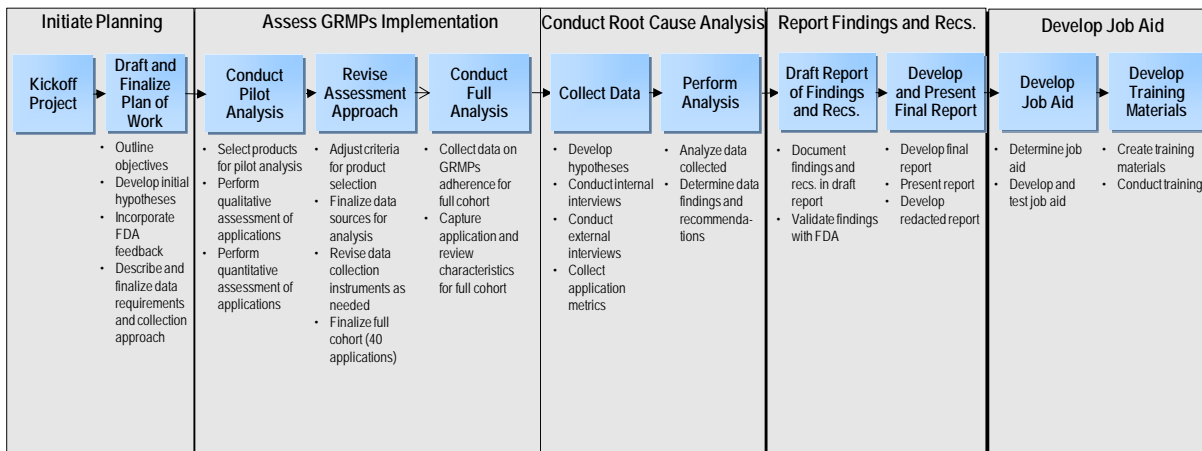 Initiate Planning
Kickoff
Project
Draft and
Finalize
Plan of
Work
• Outline
objectives
• Develop initial
hypotheses
• Incorporate
FDA
feedback
• Describe and
finalize data
requirements
and collection
approach
Assess GRMPs Implementation
Conduct
Pilot
Analysis
• Select products
for pilot analysis
• Perform
qualitative
assessment of
applications
• Perform
quantitative
assessment of
applications
Revise
Assessment
Approach
• Adjust criteria
for product
selection
• Finalize data
sources for
analysis
• Revise data
collection
instruments as
needed
• Finalize full
cohort (40
applications)
Conduct
Full
Analysis
• Collect data on
GRMPs
adherence for
full cohort
• Capture
application and
review
characteristics
for full cohort
Conduct Root Cause Analysis
Collect Data
• Develop
hypotheses
• Conduct internal
interviews
• Conduct
external
interviews
• Collect
application
metrics
Perform
Analysis
• Analyze data
collected
• Determine data
findings and
recommenda-
tions
Report Findings and Recs.
Draft Report
of Findings
and Recs.
• Document
findings and
recs. in draft
report
• Validate findings
with FDA
Develop
and Present
Final Report
• Develop final
report
• Present report
• Develop
redacted report
Develop Job Aid
Develop
Job Aid
• Determine job
aid
• Develop and
test job aid
Develop
Training
Materials
• Create training
materials
• Conduct training